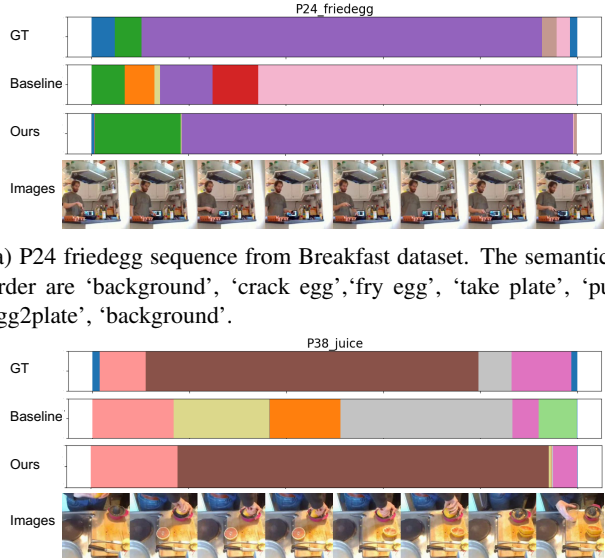 P24_friedegg
GT
Baseline
Ours
Images
a) P24 friedegg sequence from Breakfast dataset. The semantic
rder are ‘background’, ‘crack egg’,‘fry egg’, ‘take plate’, ‘pu
gg2plate’, ‘background’.
P38_juice
GT
Baseline
Ours
Images